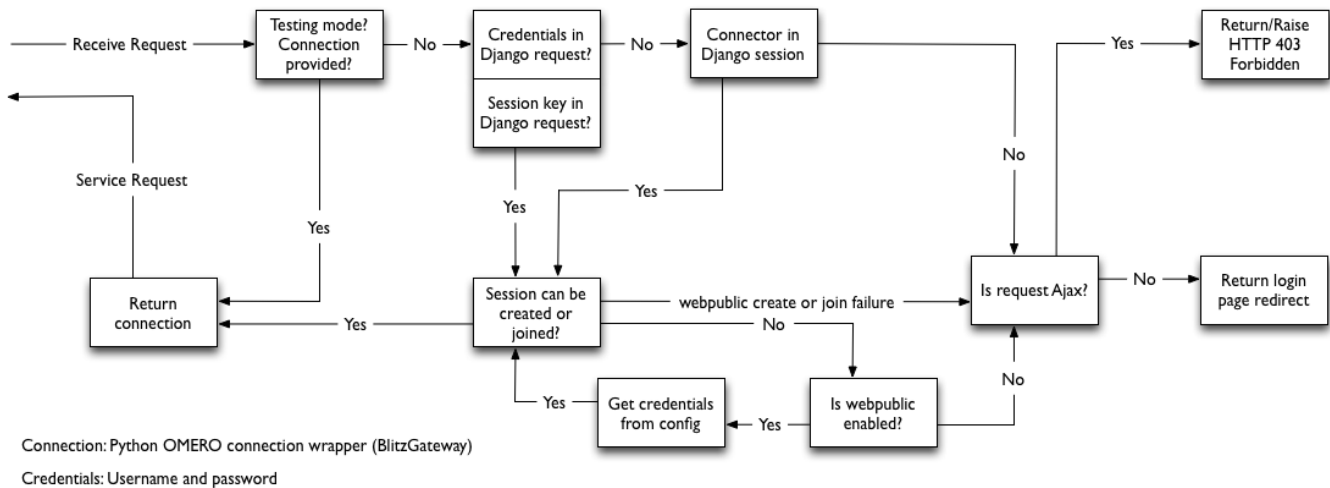 Receive Request
Testing mode?
Connection
provided?
No
Credentials in
Django request?
Session key in
Django request?
No
Connector in
Django session
No
Yes
Return/Raise
HTTP 403
Forbidden
Service Request
Yes
Yes
Yes
Return
connection
Yes
Session can be
created or
joined?
webpublic create or join failure
No
Is request Ajax?
No
Return login
page redirect
Yes
Get credentials
from config
Yes
Is webpublic
enabled?
No
Connection: Python OMERO connection wrapper (BlitzGateway)
Credentials: Username and password